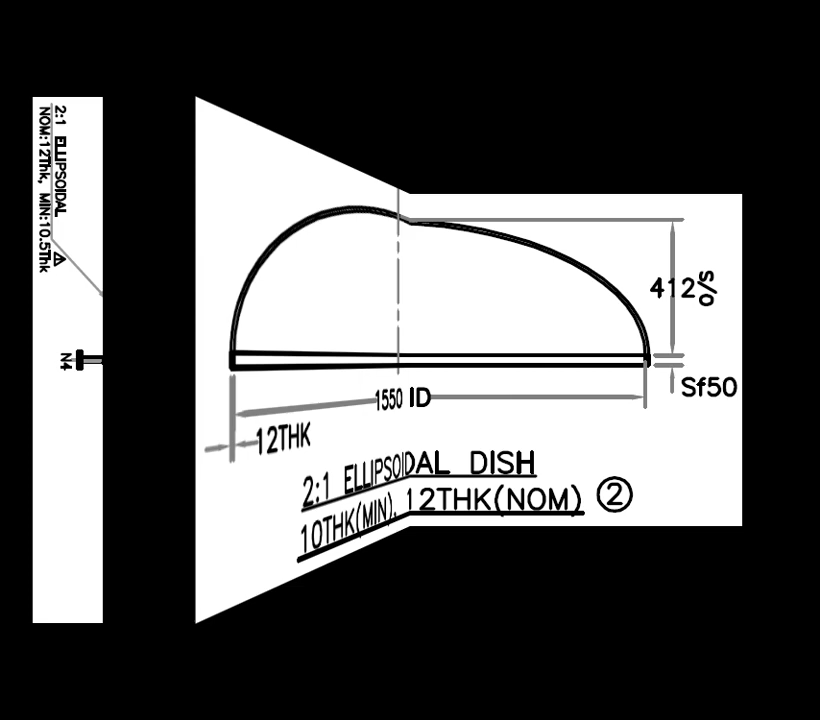 2:1 ELLIPSOIDAL
NOM:12Thk, MIN:10.5Thk
N4
412
o/s
Sf50
1550 ID
12THK
2:1 ELLIPSOIDAL DISH
10THK(MIN), 12THK(NOM) 2